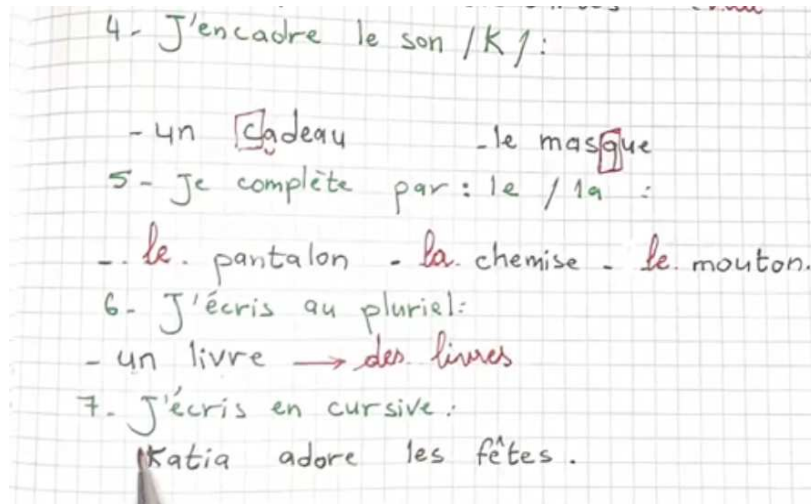 4- J'encadre le son /K/ :
- un cadeau - le masque
5- Je complète par : le / la :
- le. pantalon - la. chemise - le. mouton.
6- J'écris au pluriel:
- un livre → des livres
7- J'écris en cursive :
Katia adore les fêtes.